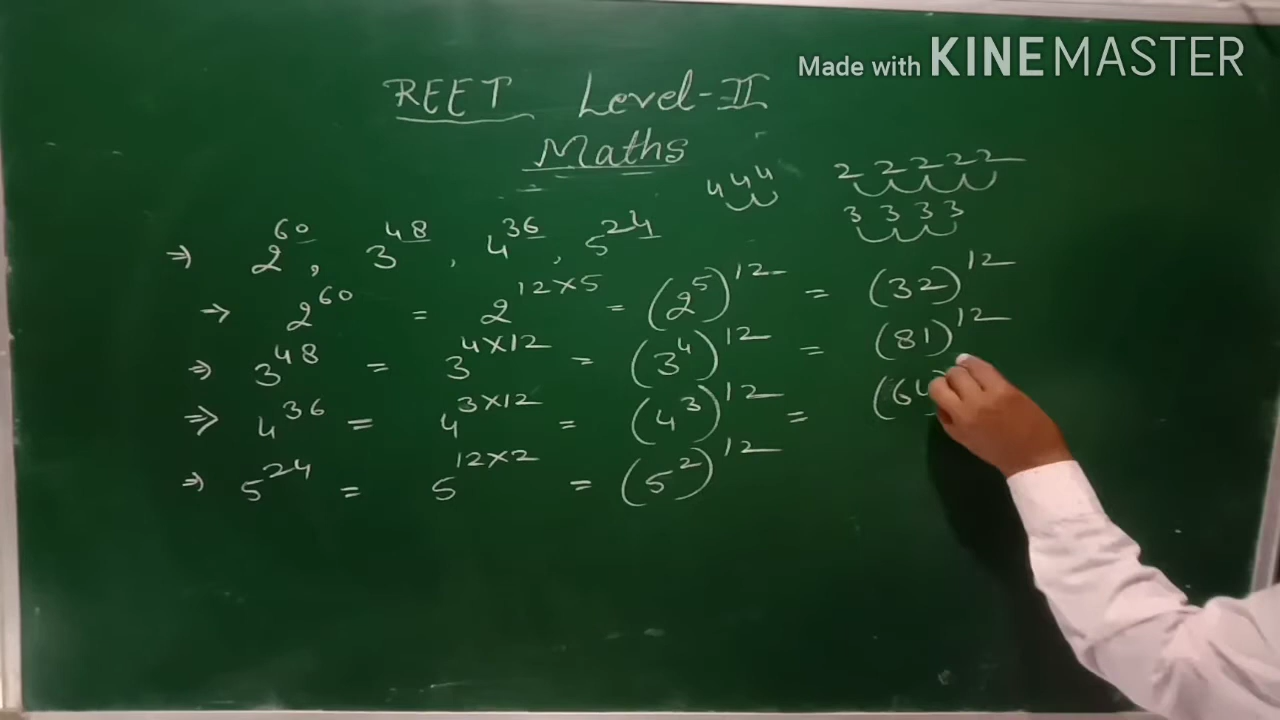 Made with KINEMASTER
REET Level-II
Maths
4 4 4
2 2 2 2 2
3 3 3 3
⇒ 2^60, 3^48, 4^36, 5^24
→ 2^60 = 2^12×5 = (2^5)^12 = (32)^12
⇒ 3^48 = 3^4×12 = (3^4)^12 = (81)^12
⇒ 4^36 = 4^3×12 = (4^3)^12 = (64)
⇒ 5^24 = 5^12×2 = (5^2)^12